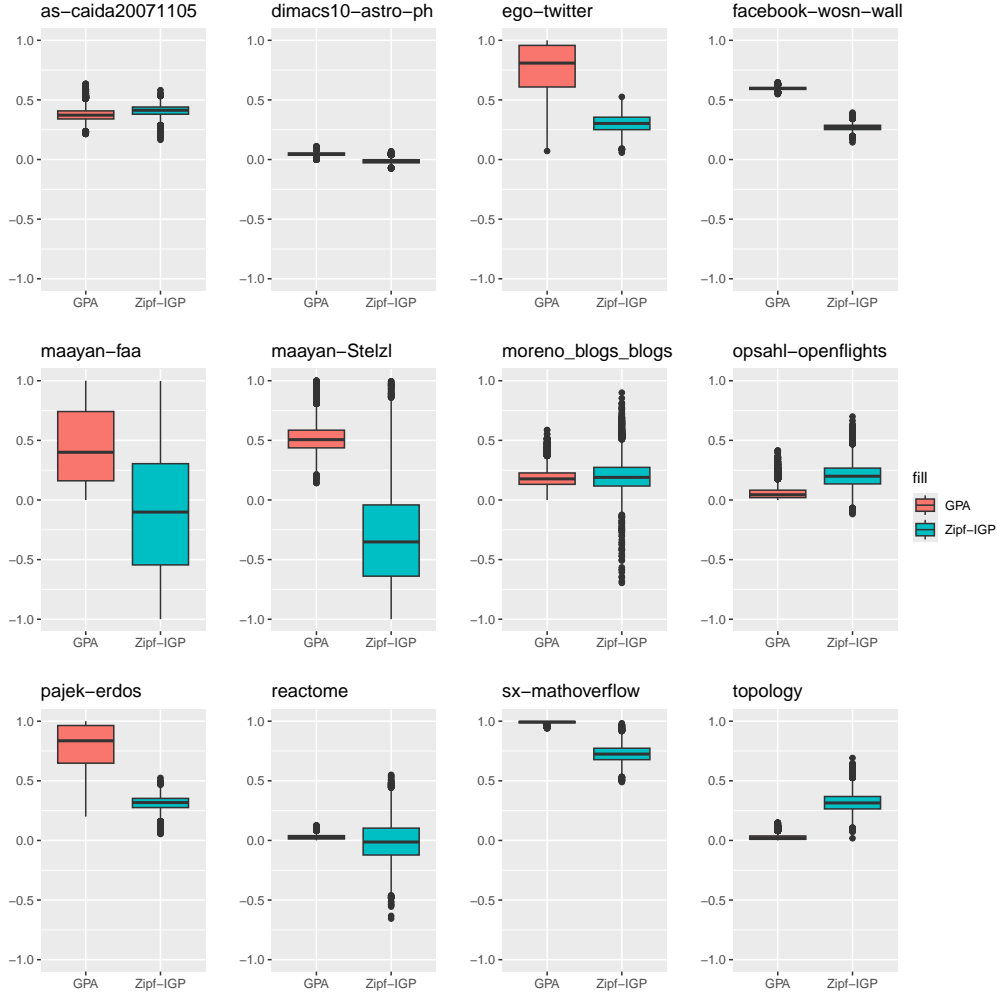 as−caida20071105
dimacs10−astro−ph
ego−twitter
facebook−wosn−wall
1.0
0.5
0.0
−0.5
−1.0
GPA
Zipf−IGP
1.0
0.5
0.0
−0.5
−1.0
GPA
Zipf−IGP
1.0
0.5
0.0
−0.5
−1.0
GPA
Zipf−IGP
1.0
0.5
0.0
−0.5
−1.0
GPA
Zipf−IGP
maayan−faa
maayan−Stelzl
moreno_blogs_blogs
opsahl−openflights
1.0
0.5
0.0
−0.5
−1.0
GPA
Zipf−IGP
1.0
0.5
0.0
−0.5
−1.0
GPA
Zipf−IGP
1.0
0.5
0.0
−0.5
−1.0
GPA
Zipf−IGP
1.0
0.5
0.0
−0.5
−1.0
GPA
Zipf−IGP
fill
GPA
Zipf−IGP
pajek−erdos
reactome
sx−mathoverflow
topology
1.0
0.5
0.0
−0.5
−1.0
GPA
Zipf−IGP
1.0
0.5
0.0
−0.5
−1.0
GPA
Zipf−IGP
1.0
0.5
0.0
−0.5
−1.0
GPA
Zipf−IGP
1.0
0.5
0.0
−0.5
−1.0
GPA
Zipf−IGP